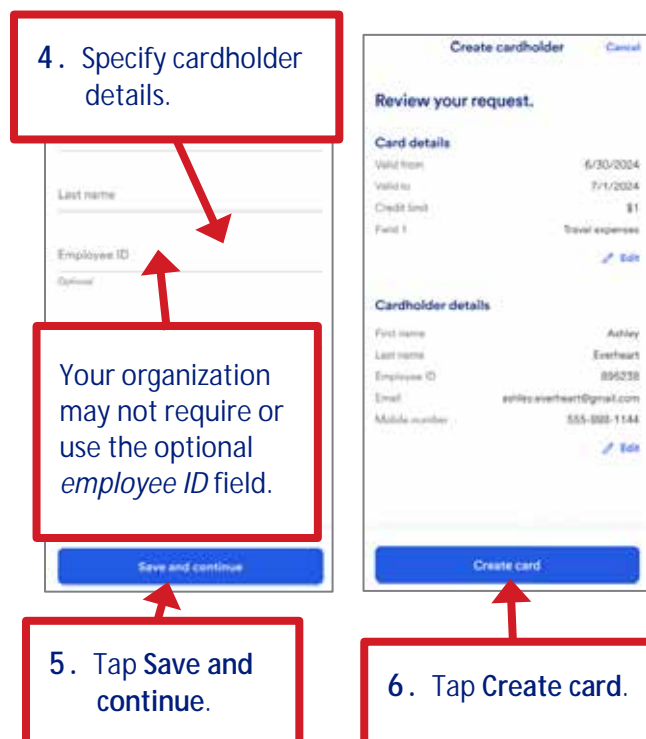 4. Specify cardholder
details.
Last name
Employee ID
Optional
Your organization
may not require or
use the optional
employee ID field.
Save and continue
5. Tap Save and
continue.
Create cardholder Cancel
Review your request.
Card details
Valid from 6/30/2024
Valid to 7/1/2024
Credit limit $1
Field 1 Travel expenses
Edit
Cardholder details
First name Ashley
Last name Everheart
Employee ID 896238
Email ashley.everheart@gmail.com
Mobile number 555-888-1144
Edit
Create card
6. Tap Create card.